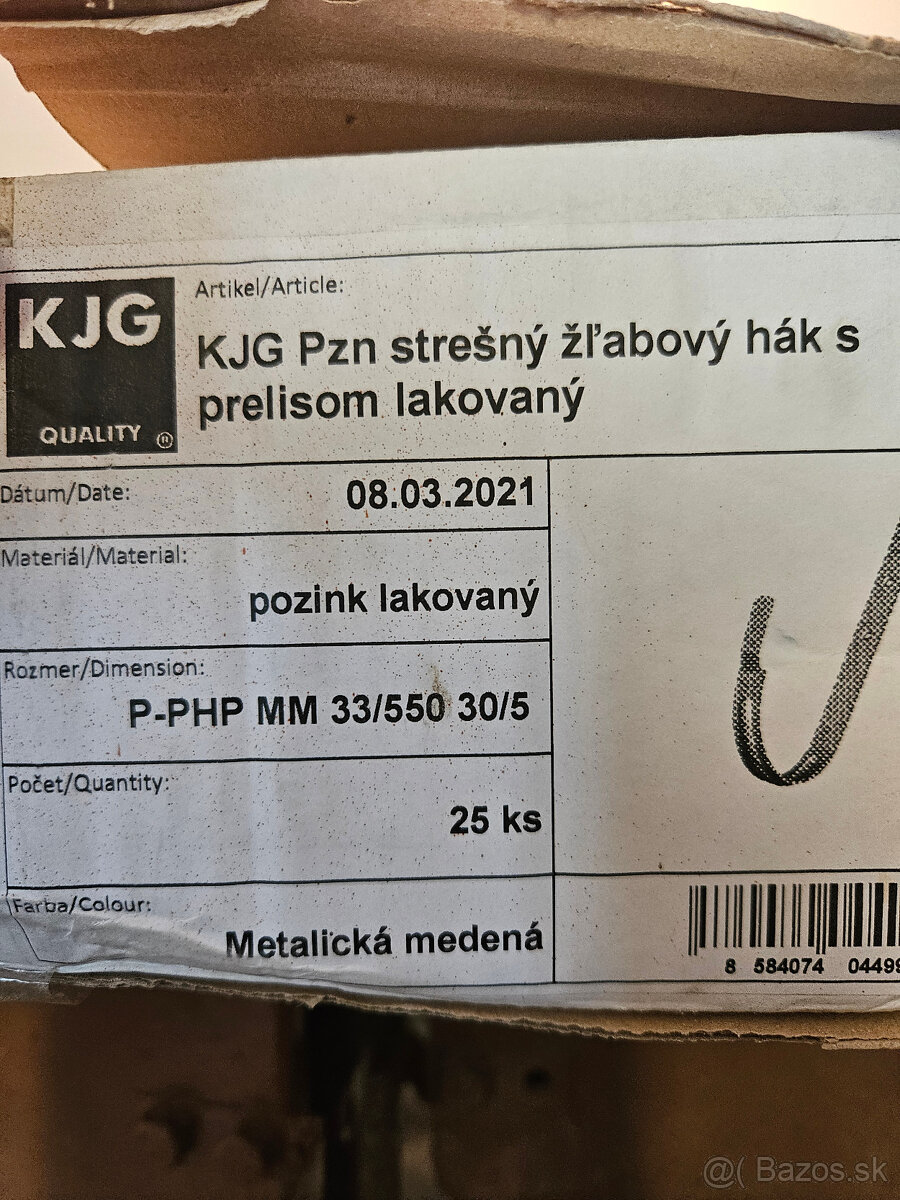 KJG
QUALITY ®
Artikel/Article:
KJG Pzn strešný žľabový hák s
prelisom lakovaný
Dátum/Date:
08.03.2021
Materiál/Material:
pozink lakovaný
Rozmer/Dimension:
P-PHP MM 33/550 30/5
Počet/Quantity:
25 ks
Farba/Colour:
Metalická medená
8 584074 04499
@( Bazos.sk